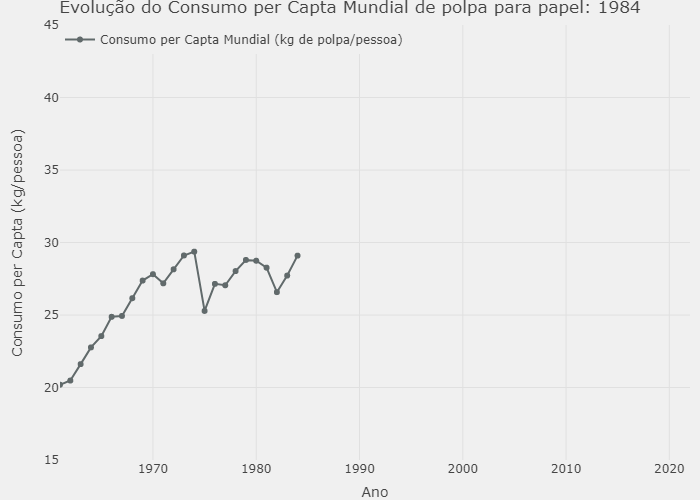 Evolução do Consumo per Capta Mundial de polpa para papel: 1984
Consumo per Capta Mundial (kg de polpa/pessoa)
Consumo per Capta (kg/pessoa)
45
40
35
30
25
20
15
1970 1980 1990 2000 2010 2020
Ano